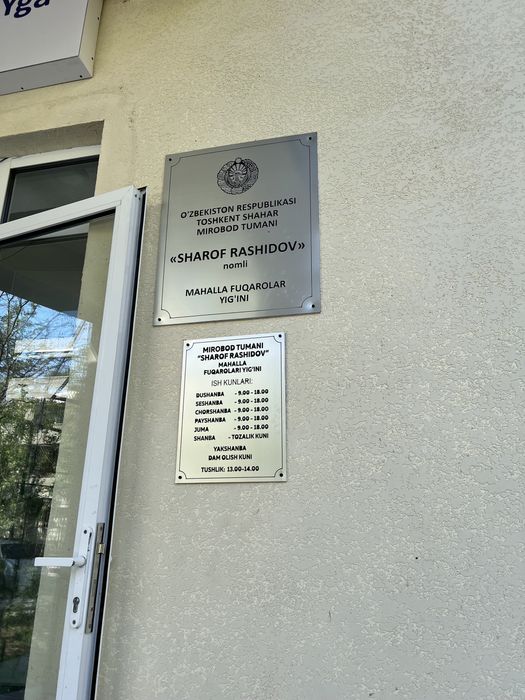 O'ZBEKISTON RESPUBLIKASI
TOSHKENT SHAHAR
MIROBOD TUMANI
«SHAROF RASHIDOV»
nomli
MAHALLA FUQAROLAR
YIG'INI
MIROBOD TUMANI
"SHAROF RASHIDOV"
MAHALLA
FUQAROLARI YIG'INI
ISH KUNLARI:
DUSHANBA - 9.00 - 18.00
SESHANBA - 9.00 - 18.00
CHORSHANBA - 9.00 - 18.00
PAYSHANBA - 9.00 - 18.00
JUMA - 9.00 - 18.00
SHANBA - TOZALIK KUNI
YAKSHANBA
DAM OLISH KUNI
TUSHLIK: 13.00-14.00